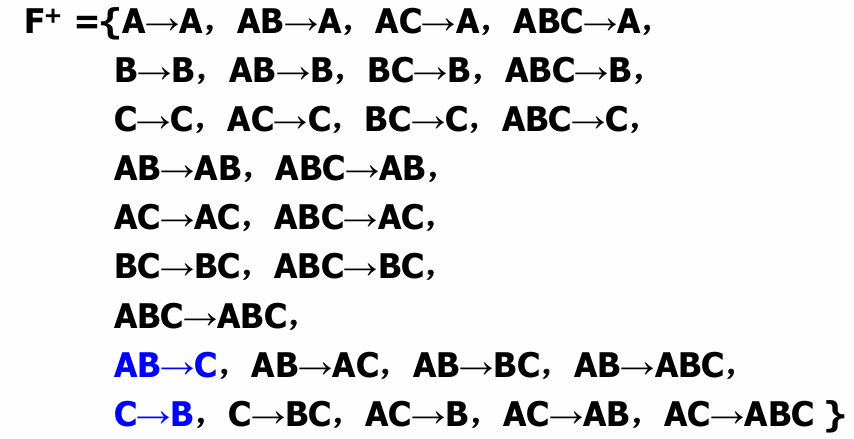 F⁺ ={A→A, AB→A, AC→A, ABC→A,
B→B, AB→B, BC→B, ABC→B,
C→C, AC→C, BC→C, ABC→C,
AB→AB, ABC→AB,
AC→AC, ABC→AC,
BC→BC, ABC→BC,
ABC→ABC,
AB→C, AB→AC, AB→BC, AB→ABC,
C→B, C→BC, AC→B, AC→AB, AC→ABC }